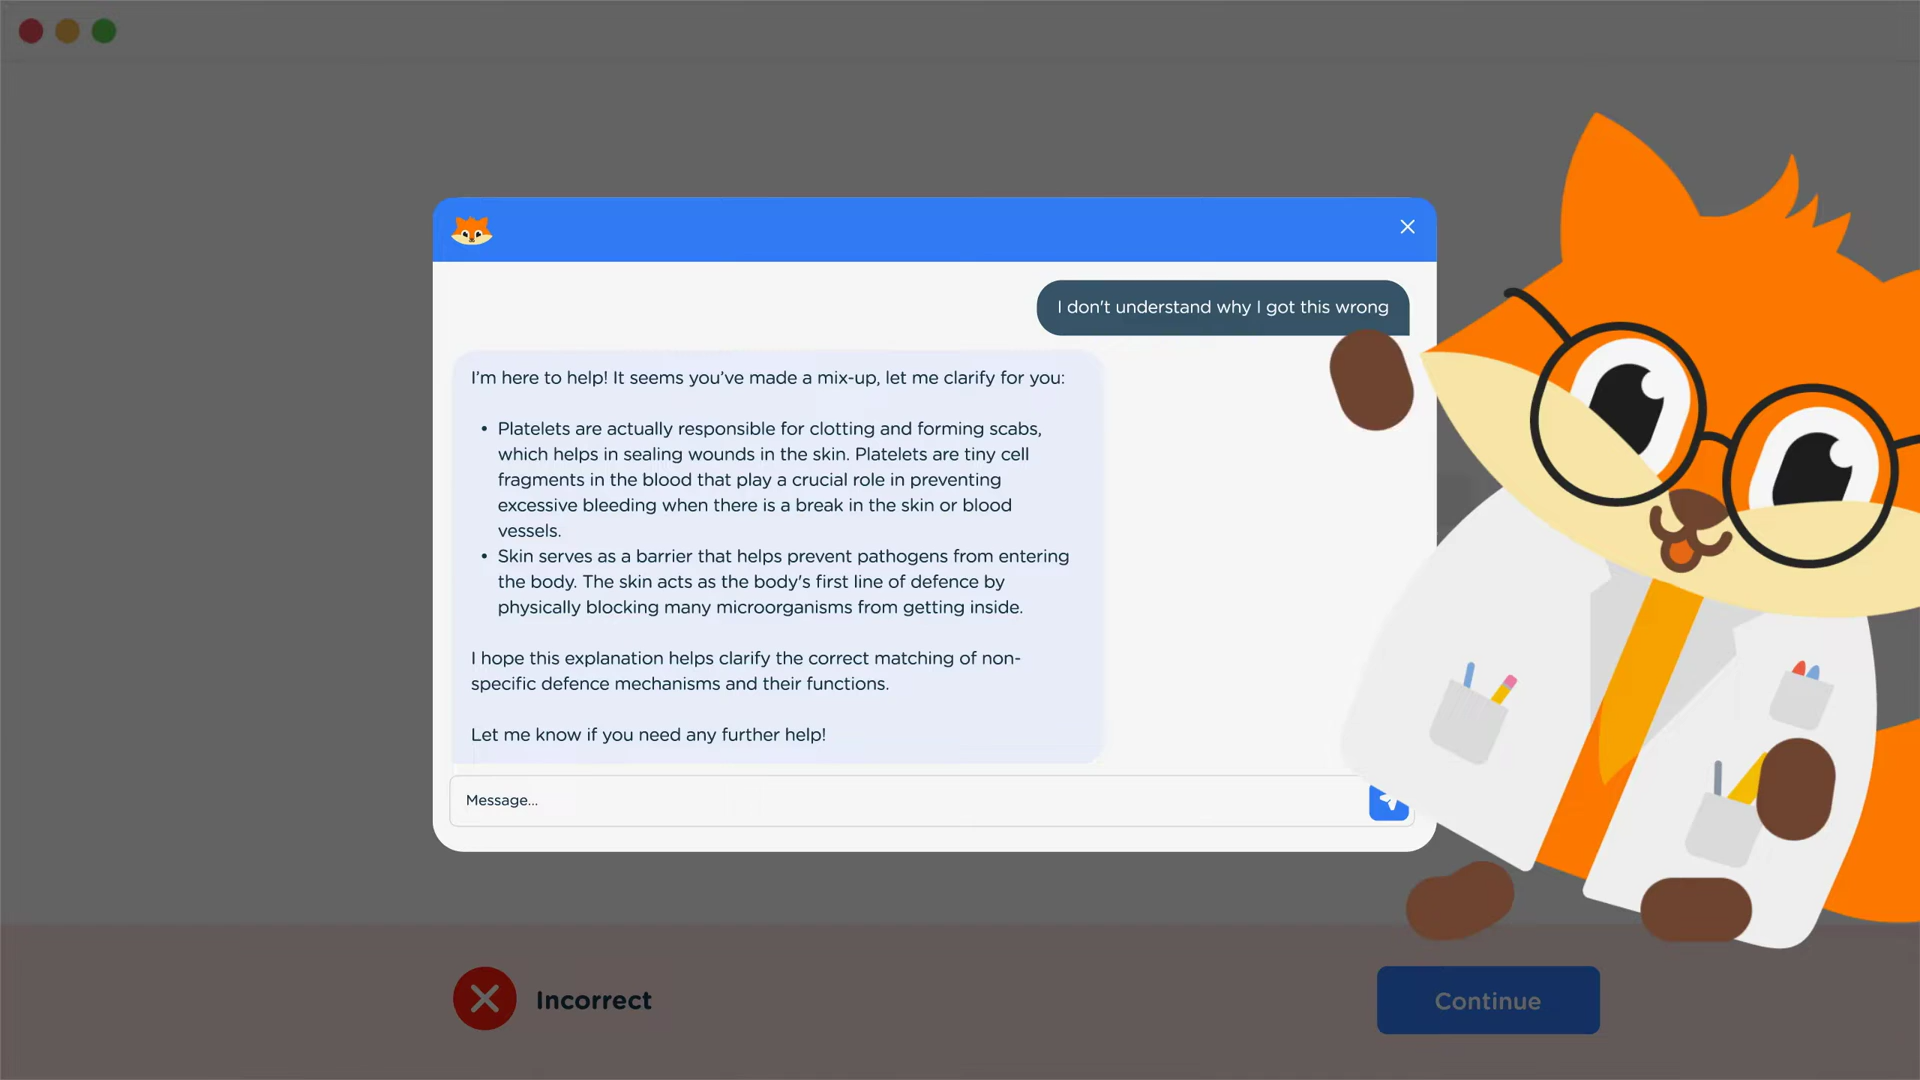 I don't understand why I got this wrong
I'm here to help! It seems you've made a mix-up, let me clarify for you:
• Platelets are actually responsible for clotting and forming scabs,
which helps in sealing wounds in the skin. Platelets are tiny cell
fragments in the blood that play a crucial role in preventing
excessive bleeding when there is a break in the skin or blood
vessels.
• Skin serves as a barrier that helps prevent pathogens from entering
the body. The skin acts as the body's first line of defence by
physically blocking many microorganisms from getting inside.
I hope this explanation helps clarify the correct matching of non-
specific defence mechanisms and their functions.
Let me know if you need any further help!
Message...
Incorrect
Continue